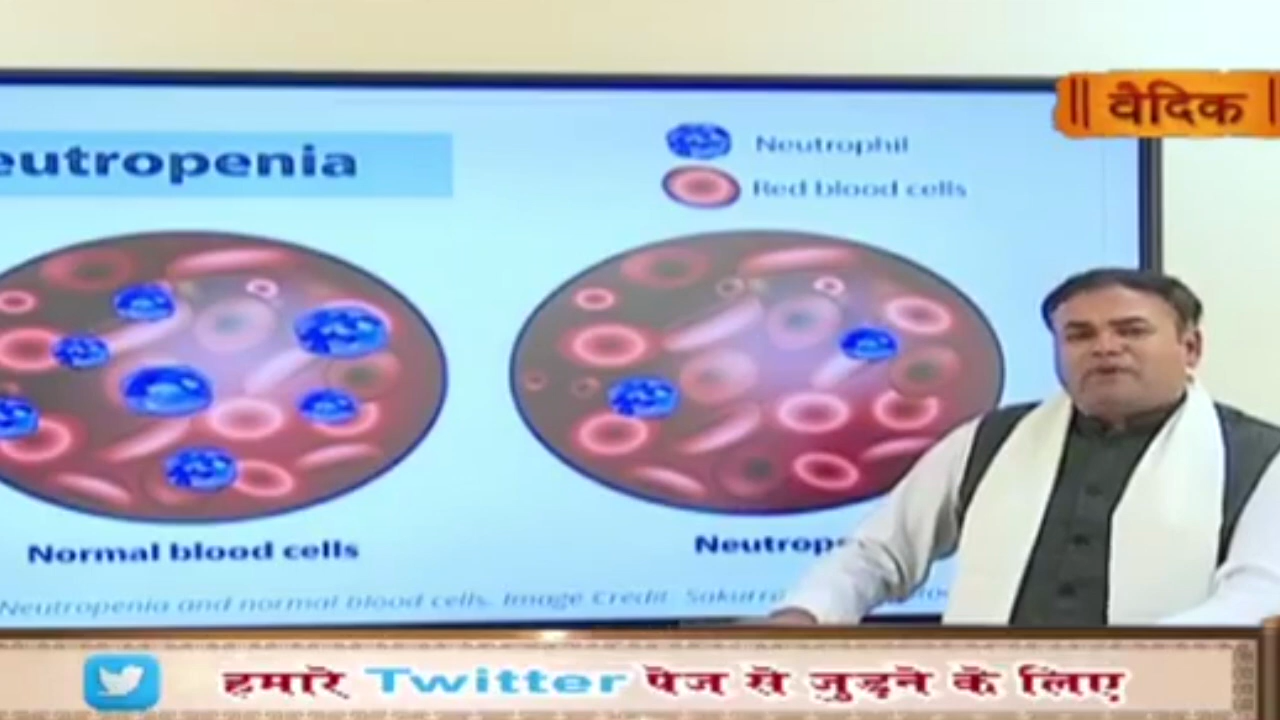 || वैदिक |
eutropenia
Neutrophil
Red blood cells
Normal blood cells
Neutrop
Neutropenia and normal blood cells. Image Credit: Sakurra
हमारे Twitter पेज से जुड़ने के लिए